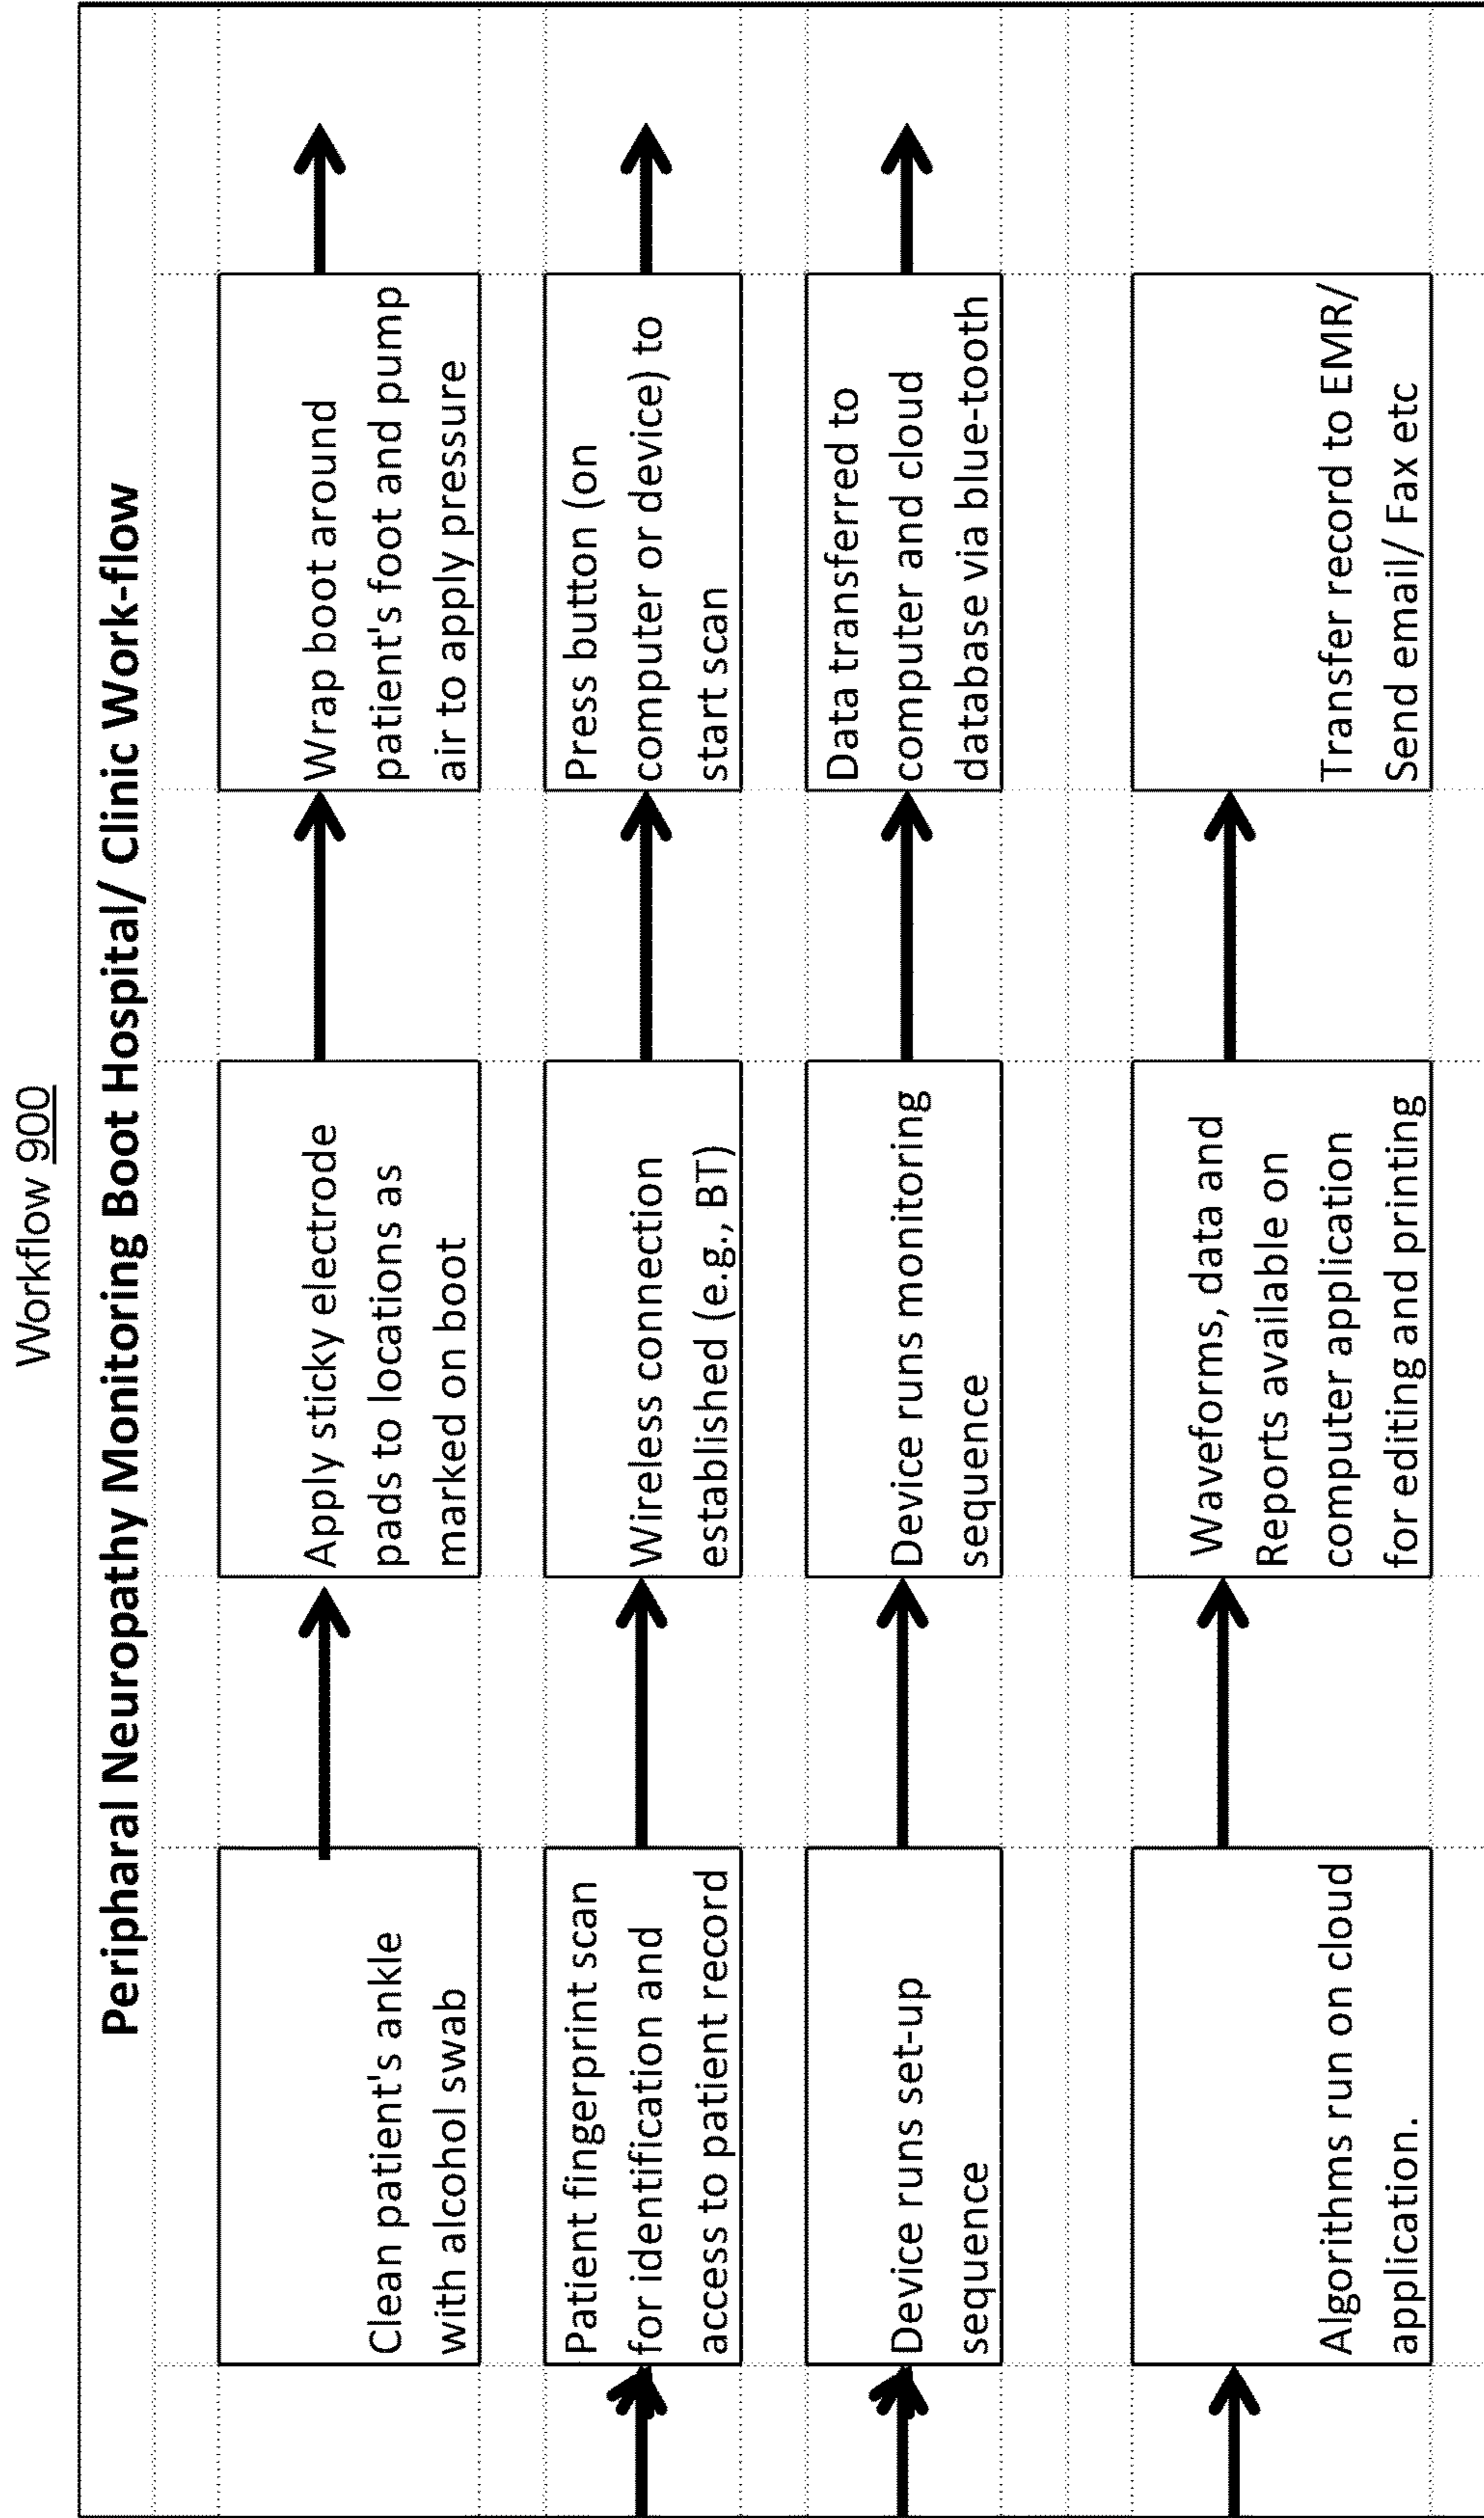 Workflow 900
Peripharal Neuropathy Monitoring Boot Hospital/ Clinic Work-flow
Clean patient's ankle
with alcohol swab
Apply sticky electrode
pads to locations as
marked on boot
Wrap boot around
patient's foot and pump
air to apply pressure
Patient fingerprint scan
for identification and
access to patient record
Wireless connection
established (e.g., BT)
Press button (on
computer or device) to
start scan
Device runs set-up
sequence
Device runs monitoring
sequence
Data transferred to
computer and cloud
database via blue-tooth
Algorithms run on cloud
application.
Waveforms, data and
Reports available on
computer application
for editing and printing
Transfer record to EMR/
Send email/ Fax etc